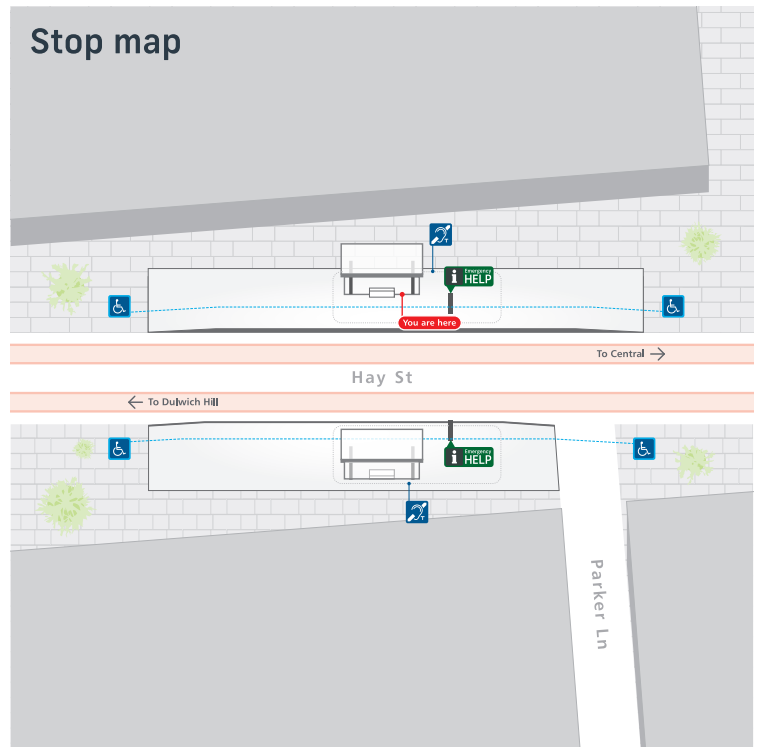 Stop map
T
i Emergency
HELP
You are here
To Central
Hay St
To Dulwich Hill
i Emergency
HELP
T
Parker Ln